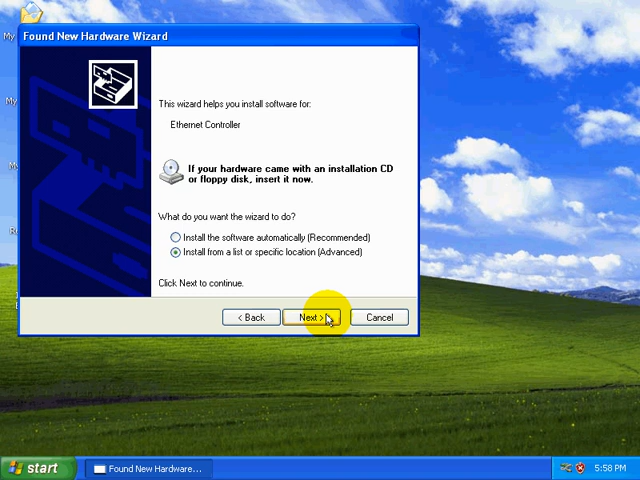 My
Found New Hardware Wizard
This wizard helps you install software for:
Ethernet Controller
If your hardware came with an installation CD
or floppy disk, insert it now.
What do you want the wizard to do?
Install the software automatically (Recommended)
Install from a list or specific location (Advanced)
Click Next to continue.
< Back
Next >
Cancel
start
Found New Hardware...
5:58 PM